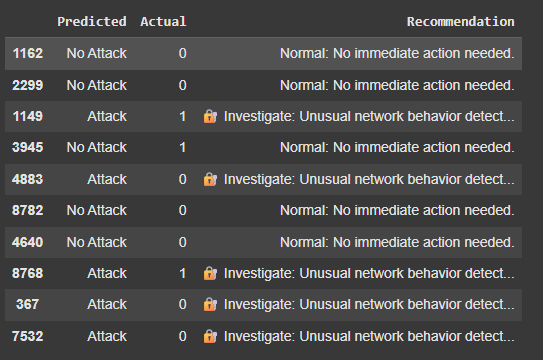 Predicted Actual Recommendation
1162 No Attack 0 Normal: No immediate action needed.
2299 No Attack 0 Normal: No immediate action needed.
1149 Attack 1 🔐 Investigate: Unusual network behavior detect...
3945 No Attack 1 Normal: No immediate action needed.
4883 Attack 0 🔐 Investigate: Unusual network behavior detect...
8782 No Attack 0 Normal: No immediate action needed.
4640 No Attack 0 Normal: No immediate action needed.
8768 Attack 1 🔐 Investigate: Unusual network behavior detect...
367 Attack 0 🔐 Investigate: Unusual network behavior detect...
7532 Attack 0 🔐 Investigate: Unusual network behavior detect...